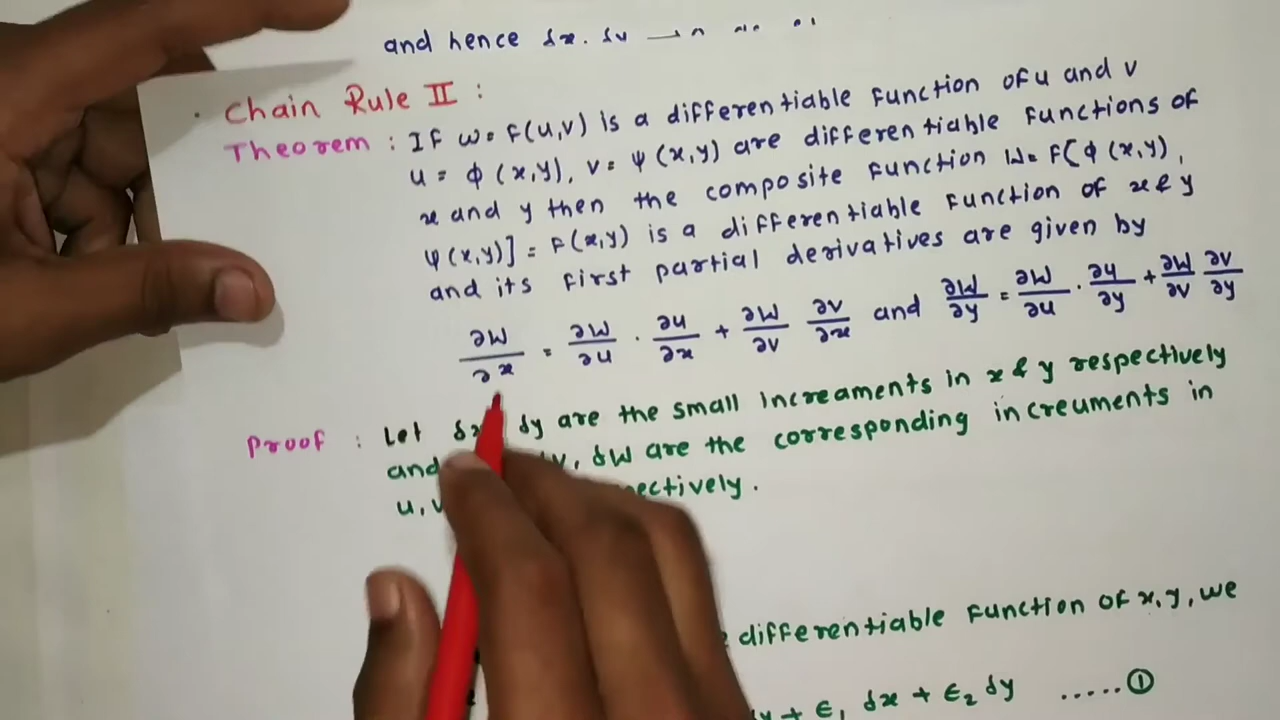 and hence δx. δv
Chain Rule II :
Theorem : IF w = F(u,v) is a differentiable function of u and v
u = φ (x,y), v = ψ (x,y) are differentiable functions of
x and y then the composite function W = F[φ(x,y),
ψ(x,y)] = F(x,y) is a differentiable function of x & y
and its first partial derivatives are given by
∂W/∂x = ∂W/∂u . ∂u/∂x + ∂W/∂v ∂v/∂x and ∂W/∂y = ∂W/∂u . ∂u/∂y + ∂W/∂v ∂v/∂y
Proof : Let δx δy are the small increaments in x & y respectively
and δW are the corresponding increuments in
u, v
differentiable function of x, y, we
+ ϵ₁ δx + ϵ₂ δy .....①